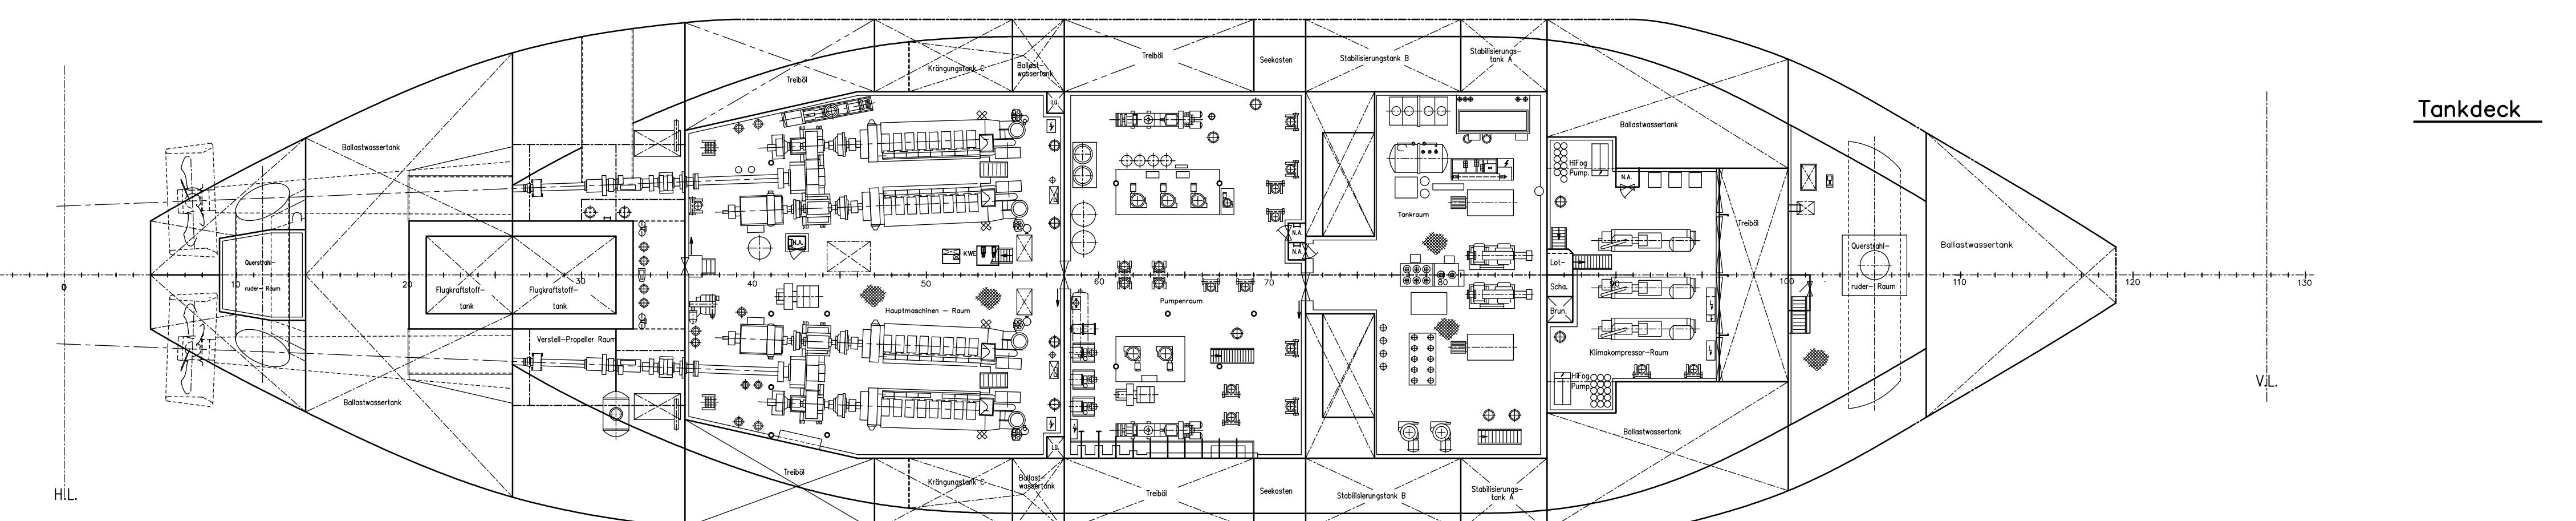 Tankdeck
Treiböl
Krängungstank C
Ballast-
wassertank
Treiböl
Seekasten
Stabilisierungstank B
Stabilisierungs-
tank A
Ballastwassertank
Ballastwassertank
L.G.
HiFog
Pump.
N.A.
Tankraum
Treiböl
N.A.
N.A.
N.A.
KWE
Querstrahl-
ruder- Raum
Flugkraftstoff-
tank
Flugkraftstoff-
tank
Lot-
Scha.
Brun.
Querstrahl-
ruder- Raum
Ballastwassertank
0
10
20
30
40
50
60
70
80
90
100
110
120
130
Hauptmaschinen - Raum
Pumpenraum
Verstell-Propeller Raum
Klimakompressor-Raum
HiFog
Pump.
V.L.
Ballastwassertank
Ballastwassertank
L.G.
H.L.
Treiböl
Krängungstank C
Ballast-
wassertank
Treiböl
Seekasten
Stabilisierungstank B
Stabilisierungs-
tank A